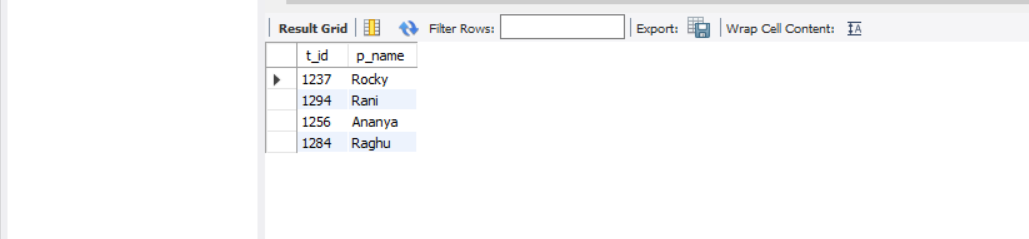 Result Grid Filter Rows: Export: Wrap Cell Content:
t_id p_name
1237 Rocky
1294 Rani
1256 Ananya
1284 Raghu